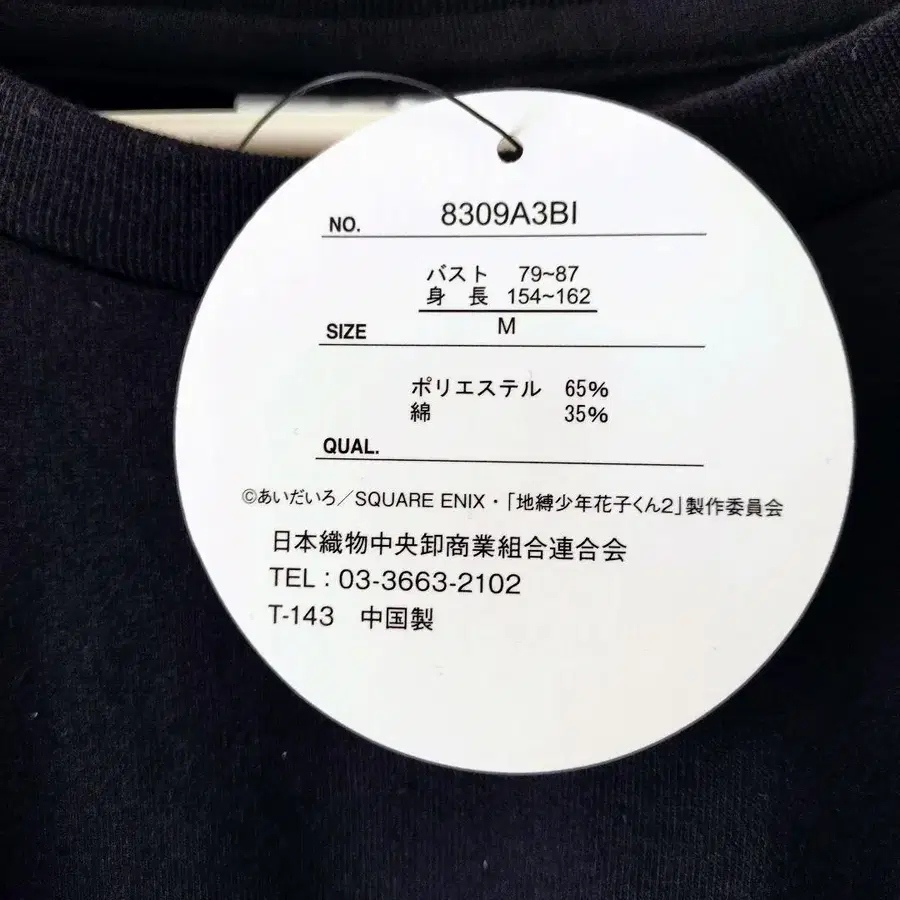 NO. 8309A3BI
バスト 79~87
身 長 154~162
SIZE M
ポリエステル 65%
綿 35%
QUAL.
©あいだいろ／SQUARE ENIX・「地縛少年花子くん2」製作委員会
日本織物中央卸商業組合連合会
TEL：03-3663-2102
T-143 中国製